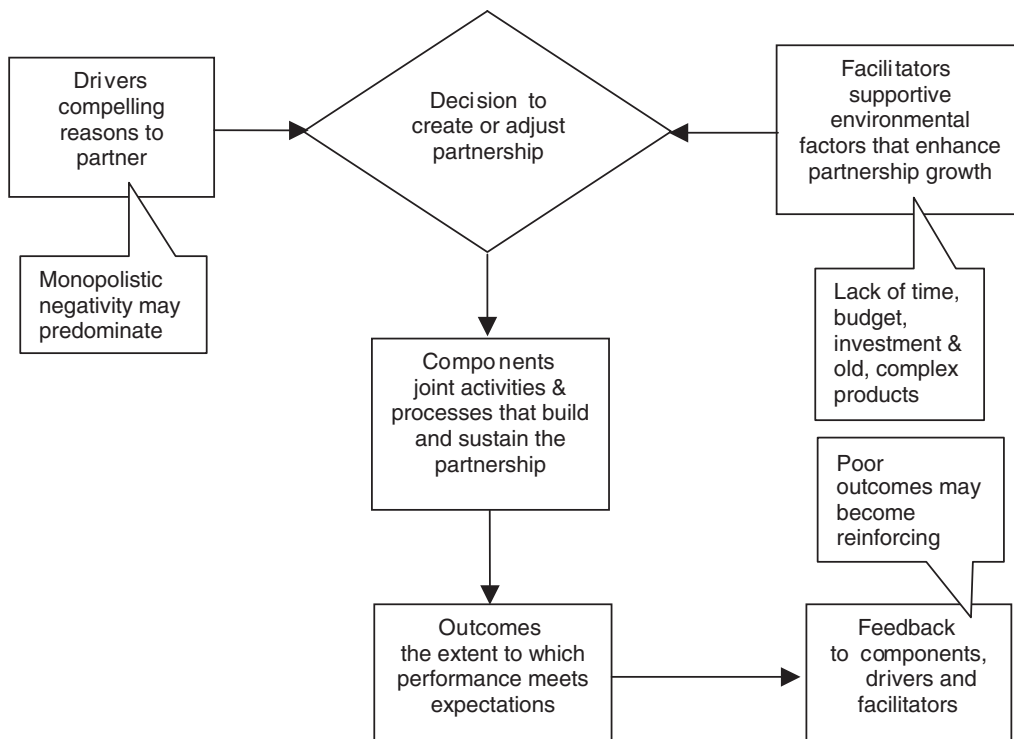 Drivers
compelling
reasons to
partner
Monopolistic
negativity may
predominate
Decision to
create or adjust
partnership
Facilitators
supportive
environmental
factors that enhance
partnership growth
Lack of time,
budget,
investment &
old, complex
products
Components
joint activities &
processes that build
and sustain the
partnership
Poor
outcomes may
become
reinforcing
Outcomes
the extent to which
performance meets
expectations
Feedback
to components,
drivers and
facilitators